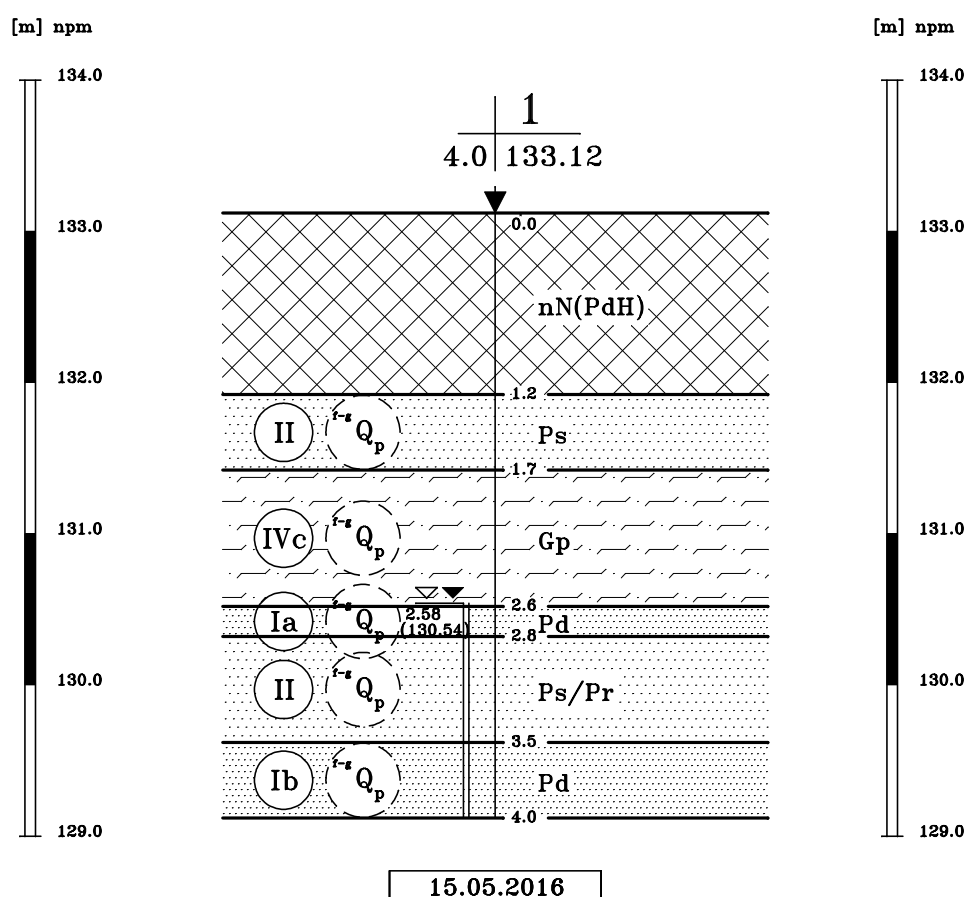 [m] npm
[m] npm
134.0
134.0
1
4.0 133.12
133.0
0.0
133.0
nN(PdH)
132.0
132.0
1.2
II f-g Qp Ps
1.7
131.0
131.0
IVc f-g Qp Gp
2.6
Ia f-g Qp 2.58 Pd
(130.54) 2.8
130.0
130.0
II f-g Qp Ps/Pr
3.5
Ib f-g Qp Pd
4.0
129.0
129.0
15.05.2016